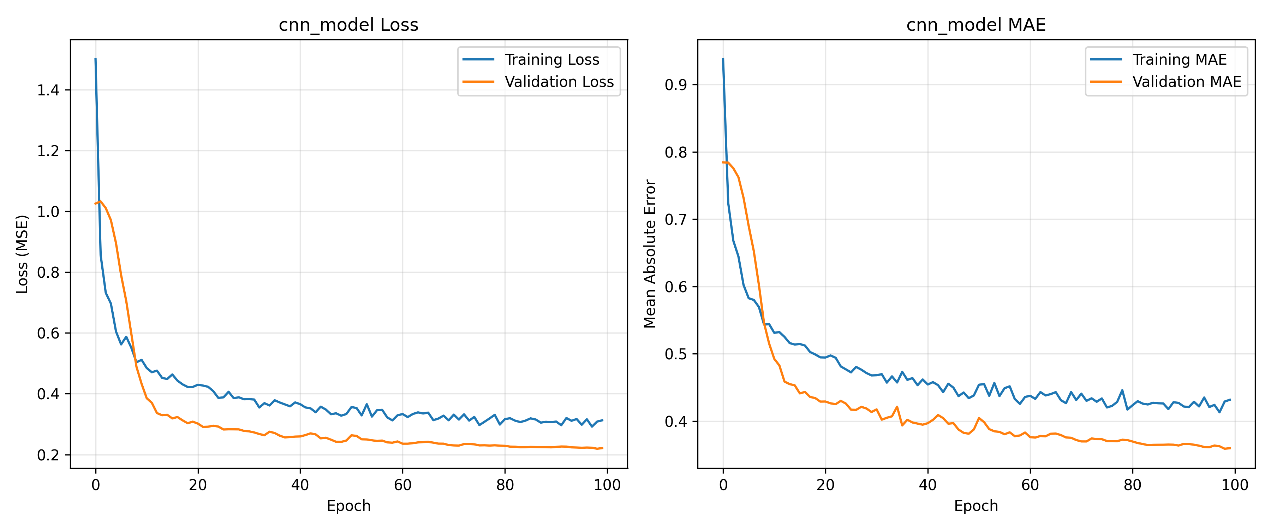 cnn_model Loss
Training Loss
Validation Loss
1.4
1.2
1.0
0.8
0.6
0.4
0.2
Loss (MSE)
0 20 40 60 80 100
Epoch
cnn_model MAE
Training MAE
Validation MAE
0.9
0.8
0.7
0.6
0.5
0.4
Mean Absolute Error
0 20 40 60 80 100
Epoch